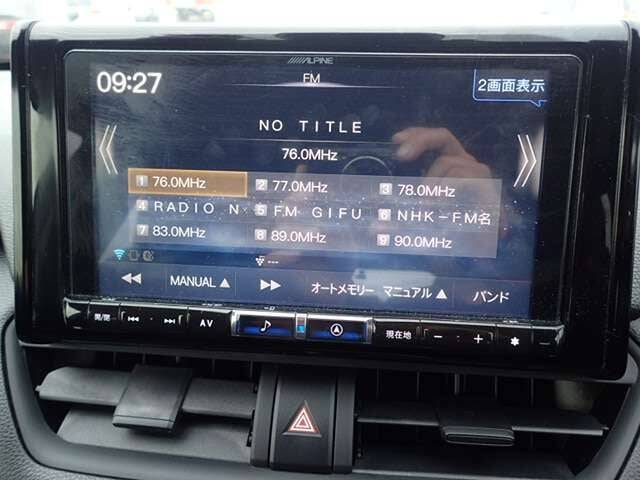 ALPINE
FM
09:27
2画面表示
NO TITLE
76.0MHz
1 76.0MHz 2 77.0MHz 3 78.0MHz
4 RADIO N 5 FM GIFU 6 NHK-FM名
7 83.0MHz 8 89.0MHz 9 90.0MHz
MANUAL ▲ オートメモリー マニュアル ▲ バンド
AV 現在地 - +